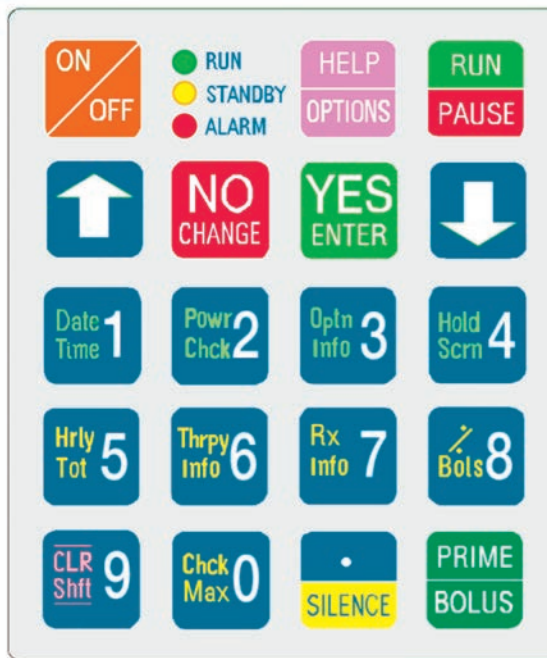 ON
OFF
RUN
STANDBY
ALARM
HELP
OPTIONS
RUN
PAUSE
NO
CHANGE
YES
ENTER
Date
Time 1
Powr
Chck 2
Optn
Info 3
Hold
Scrn 4
Hrly
Tot 5
Thrpy
Info 6
Rx
Info 7
Bols 8
CLR
Shft 9
Chck
Max 0
.
SILENCE
PRIME
BOLUS